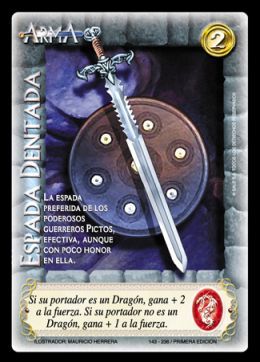 ARMA
2
ESPADA DENTADA
LA ESPADA
PREFERIDA DE LOS
PODEROSOS
GUERREROS PICTOS,
EFECTIVA, AUNQUE
CON POCO HONOR
EN ELLA.
Si su portador es un Dragón, gana + 2
a la fuerza. Si su portador no es un
Dragón, gana + 1 a la fuerza.
ILUSTRADOR: MAURICIO HERRERA
143 - 236 / PRIMERA EDICIÓN